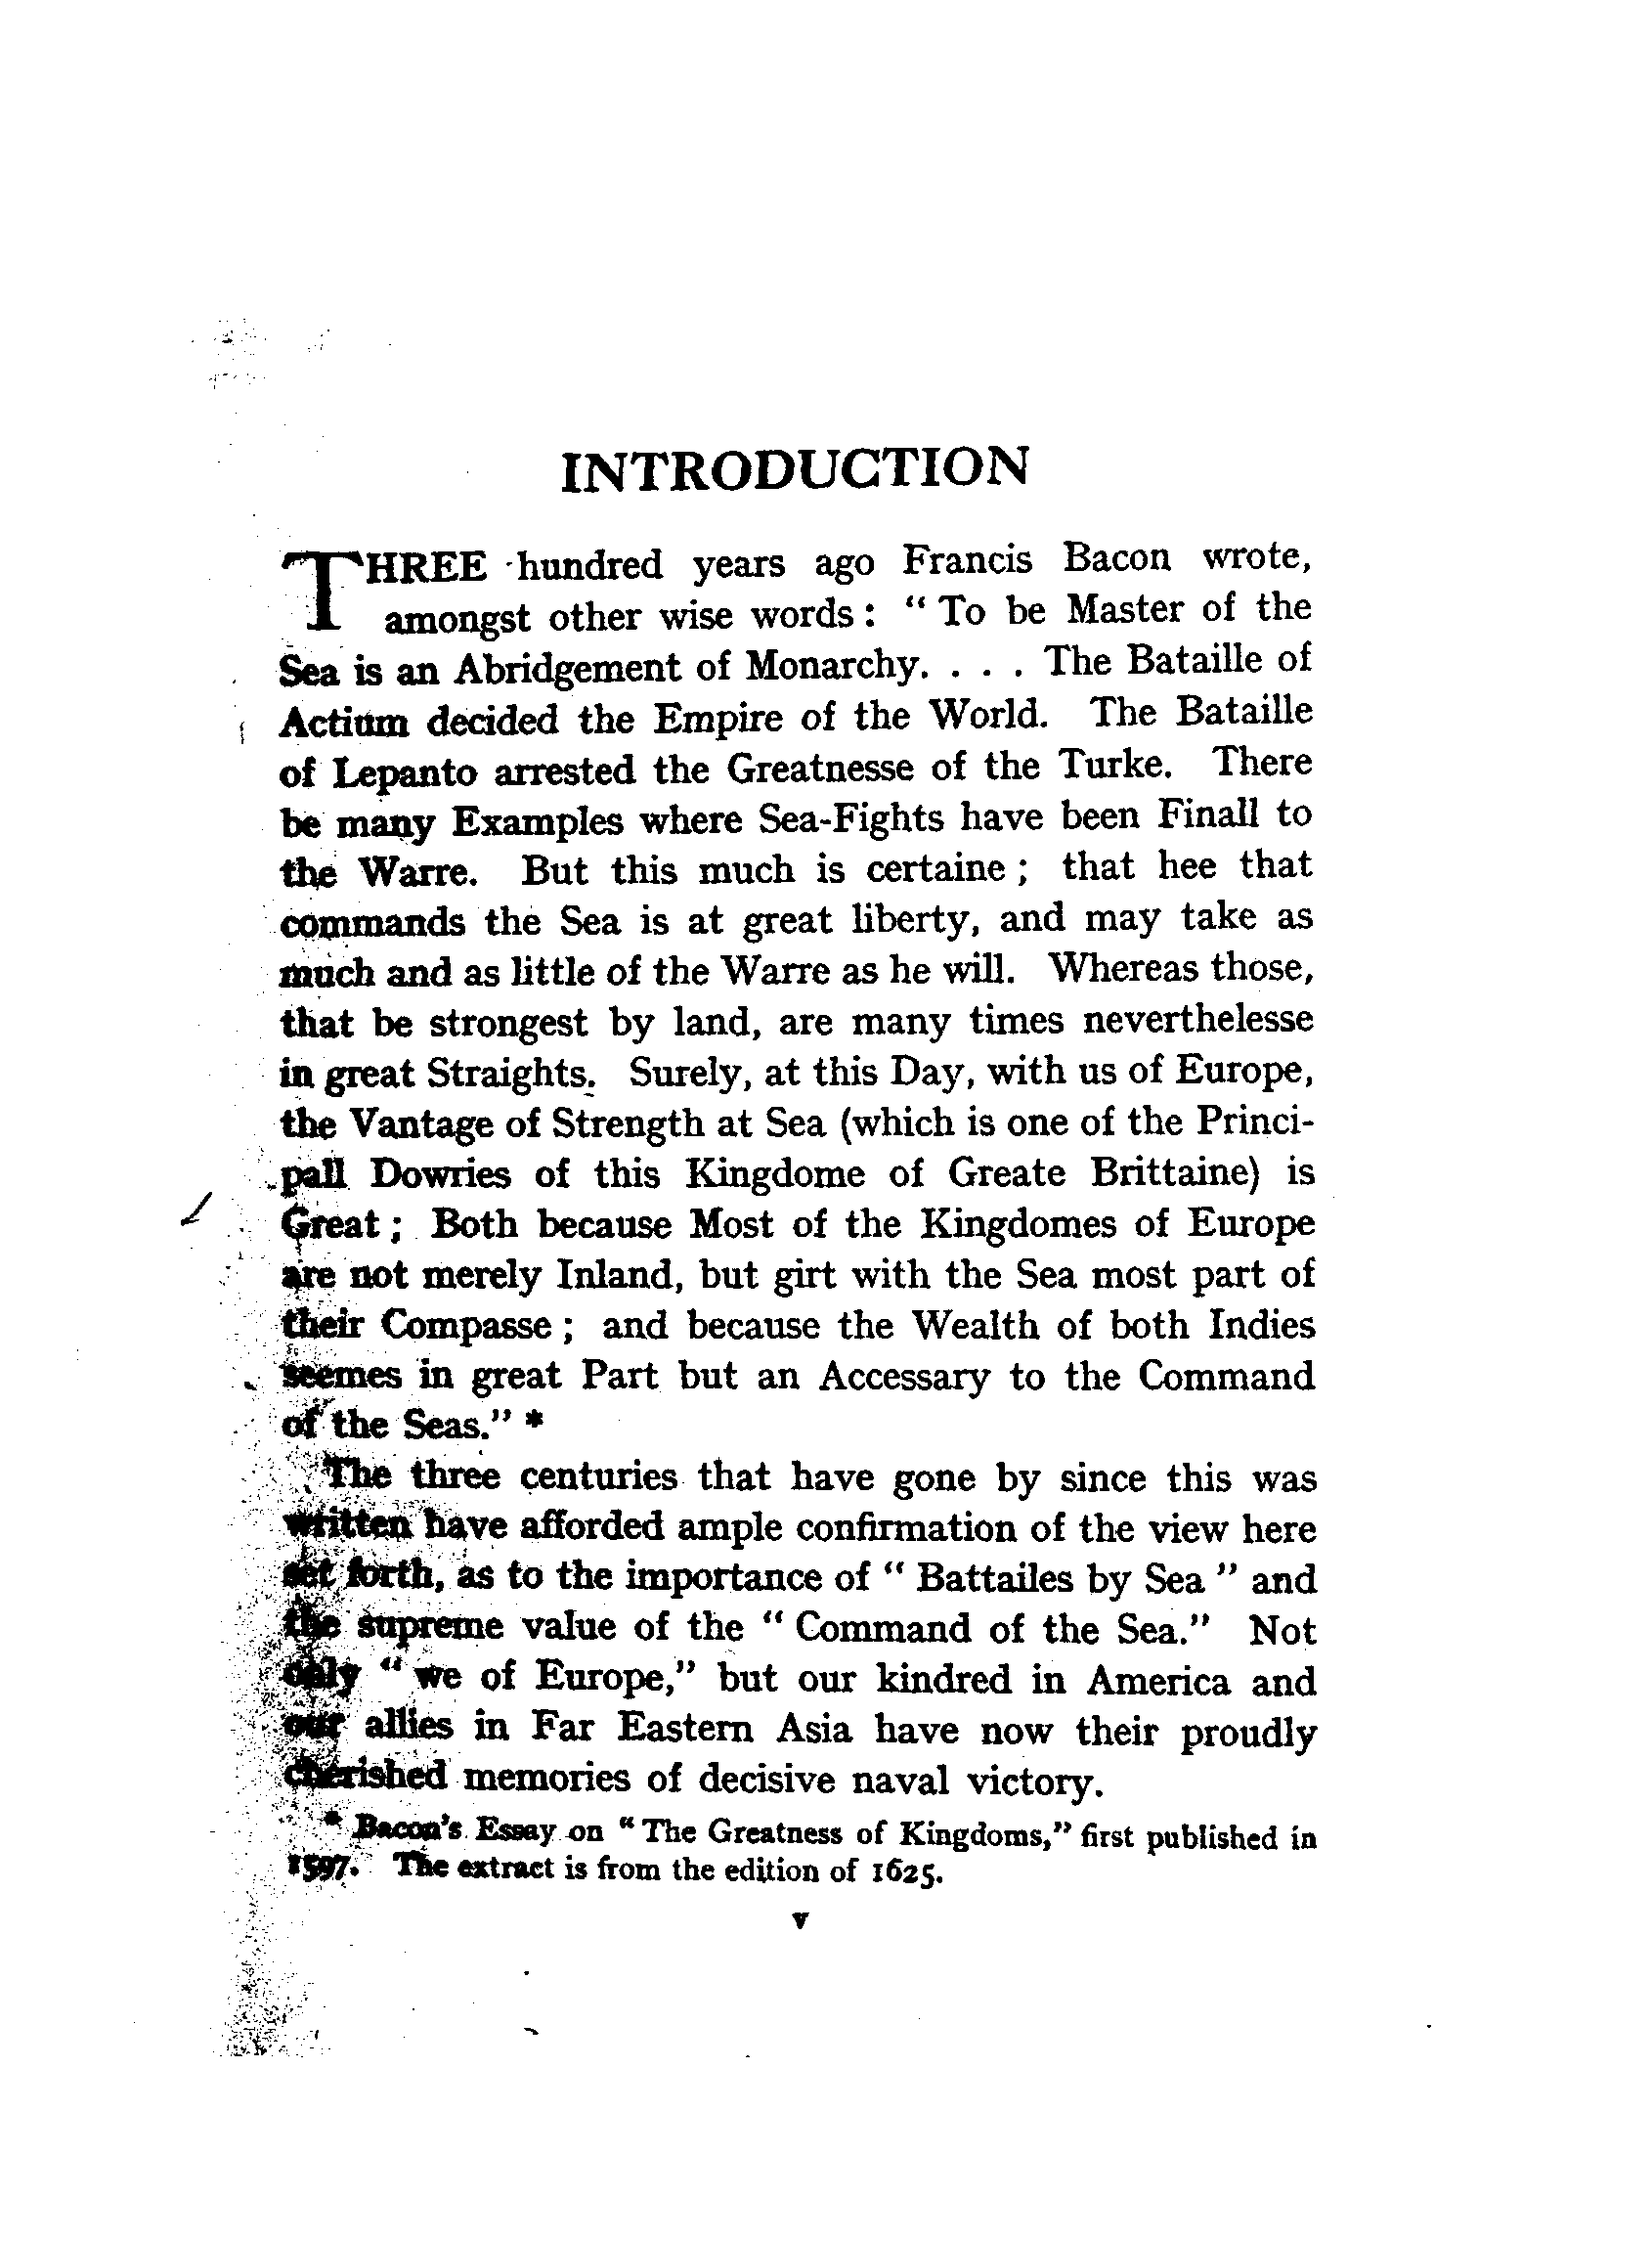 INTRODUCTION
THREE hundred years ago Francis Bacon wrote,
amongst other wise words : “ To be Master of the
Sea is an Abridgement of Monarchy. . . . The Bataille of
Actium decided the Empire of the World. The Bataille
of Lepanto arrested the Greatnesse of the Turke. There
be many Examples where Sea-Fights have been Finall to
the Warre. But this much is certaine ; that hee that
commands the Sea is at great liberty, and may take as
much and as little of the Warre as he will. Whereas those,
that be strongest by land, are many times neverthelesse
in great Straights. Surely, at this Day, with us of Europe,
the Vantage of Strength at Sea (which is one of the Princi-
pall Dowries of this Kingdome of Greate Brittaine) is
Great ; Both because Most of the Kingdomes of Europe
are not merely Inland, but girt with the Sea most part of
their Compasse ; and because the Wealth of both Indies
seemes in great Part but an Accessary to the Command
of the Seas.” *
The three centuries that have gone by since this was
written have afforded ample confirmation of the view here
set forth, as to the importance of “ Battailes by Sea ” and
the supreme value of the “ Command of the Sea.” Not
only “ we of Europe,” but our kindred in America and
our allies in Far Eastern Asia have now their proudly
cherished memories of decisive naval victory.
* Bacon’s Essay on “ The Greatness of Kingdoms,” first published in
1597. The extract is from the edition of 1625.
v